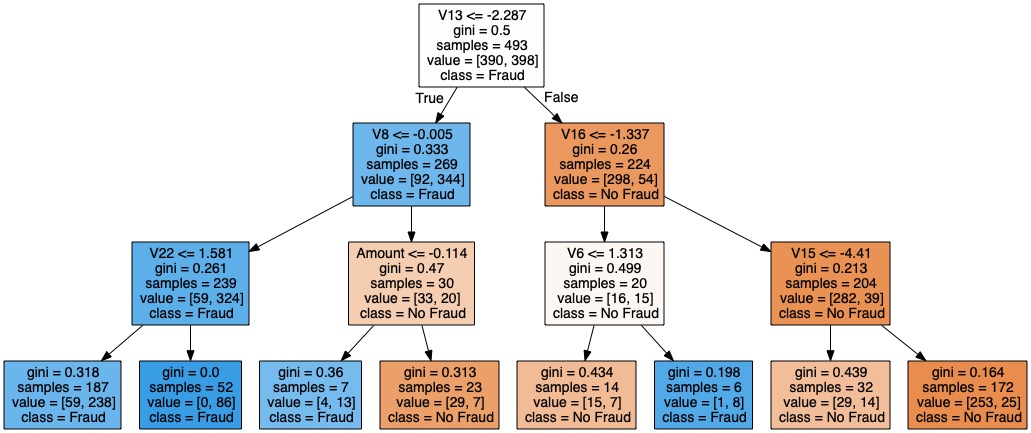 V13 <= -2.287
gini = 0.5
samples = 493
value = [390, 398]
class = Fraud
True
False
V8 <= -0.005
gini = 0.333
samples = 269
value = [92, 344]
class = Fraud
V16 <= -1.337
gini = 0.26
samples = 224
value = [298, 54]
class = No Fraud
V22 <= 1.581
gini = 0.261
samples = 239
value = [59, 324]
class = Fraud
Amount <= -0.114
gini = 0.47
samples = 30
value = [33, 20]
class = No Fraud
V6 <= 1.313
gini = 0.499
samples = 20
value = [16, 15]
class = No Fraud
V15 <= -4.41
gini = 0.213
samples = 204
value = [282, 39]
class = No Fraud
gini = 0.318
samples = 187
value = [59, 238]
class = Fraud
gini = 0.0
samples = 52
value = [0, 86]
class = Fraud
gini = 0.36
samples = 7
value = [4, 13]
class = Fraud
gini = 0.313
samples = 23
value = [29, 7]
class = No Fraud
gini = 0.434
samples = 14
value = [15, 7]
class = No Fraud
gini = 0.198
samples = 6
value = [1, 8]
class = Fraud
gini = 0.439
samples = 32
value = [29, 14]
class = No Fraud
gini = 0.164
samples = 172
value = [253, 25]
class = No Fraud